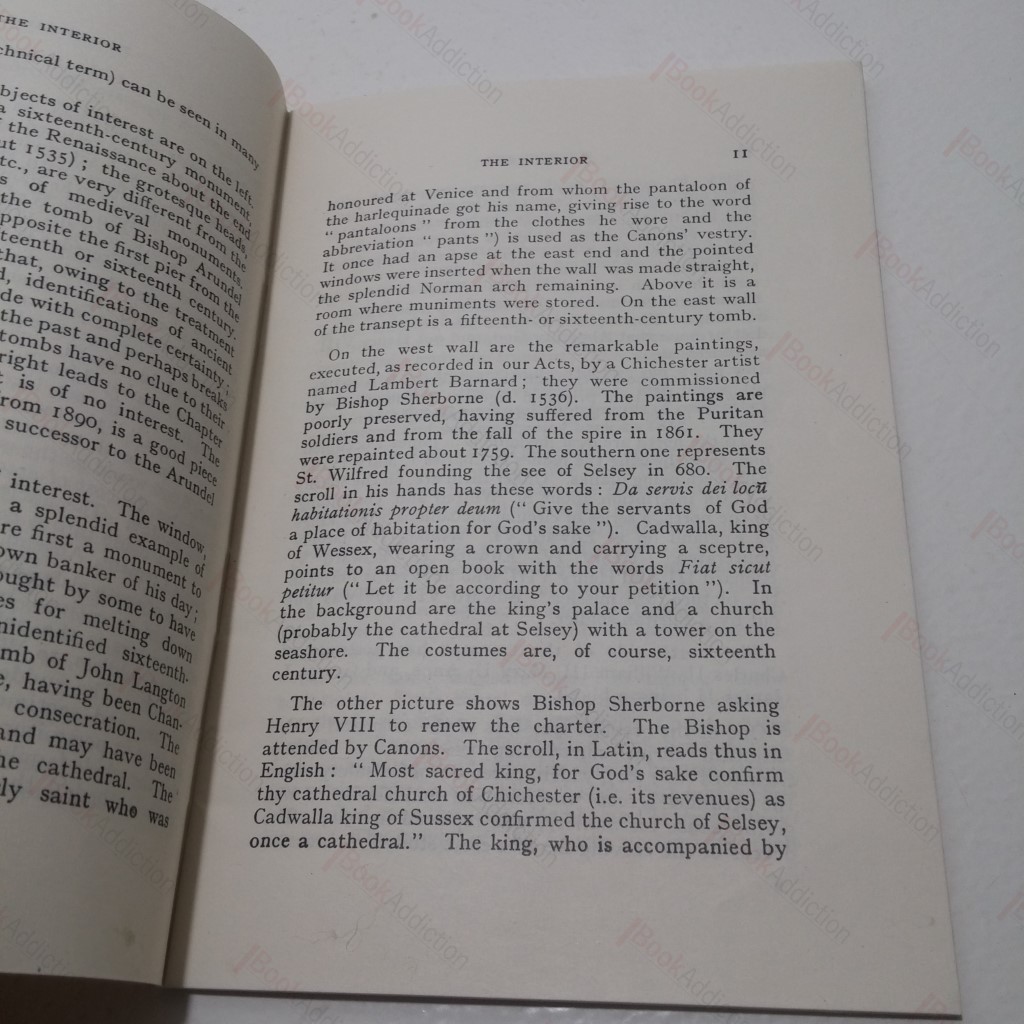 THE INTERIOR
chnical term) can be seen in many
bjects of interest are on the left.
a sixteenth-century monument.
the Renaissance about the end
ut 1535); the grotesque heads,
tc., are very different from the
s of medieval monuments.
the tomb of Bishop Arundel
pposite the first pier from the
teenth or sixteenth century.
that, owing to the treatment
d, identifications of ancient
de with complete certainty;
the past and perhaps breaks
tombs have no clue to their
right leads to the Chapter
t is of no interest. The
rom 1890, is a good piece
successor to the Arundel
interest. The window,
a splendid example of
re first a monument to
own banker of his day;
ought by some to have
es for melting down
nidentified sixteenth-
mb of John Langton
e, having been Chan-
consecration. The
and may have been
he cathedral. The
ly saint who was
THE INTERIOR 11
honoured at Venice and from whom the pantaloon of
the harlequinade got his name, giving rise to the word
“ pantaloons ” from the clothes he wore and the
abbreviation “ pants ”) is used as the Canons' vestry.
It once had an apse at the east end and the pointed
windows were inserted when the wall was made straight,
the splendid Norman arch remaining. Above it is a
room where muniments were stored. On the east wall
of the transept is a fifteenth- or sixteenth-century tomb.
On the west wall are the remarkable paintings,
executed, as recorded in our Acts, by a Chichester artist
named Lambert Barnard; they were commissioned
by Bishop Sherborne (d. 1536). The paintings are
poorly preserved, having suffered from the Puritan
soldiers and from the fall of the spire in 1861. They
were repainted about 1759. The southern one represents
St. Wilfred founding the see of Selsey in 680. The
scroll in his hands has these words: Da servis dei locū
habitationis propter deum (“ Give the servants of God
a place of habitation for God's sake ”). Cadwalla, king
of Wessex, wearing a crown and carrying a sceptre,
points to an open book with the words Fiat sicut
petitur (“ Let it be according to your petition ”). In
the background are the king's palace and a church
(probably the cathedral at Selsey) with a tower on the
seashore. The costumes are, of course, sixteenth
century.
The other picture shows Bishop Sherborne asking
Henry VIII to renew the charter. The Bishop is
attended by Canons. The scroll, in Latin, reads thus in
English: “ Most sacred king, for God's sake confirm
thy cathedral church of Chichester (i.e. its revenues) as
Cadwalla king of Sussex confirmed the church of Selsey,
once a cathedral.” The king, who is accompanied by